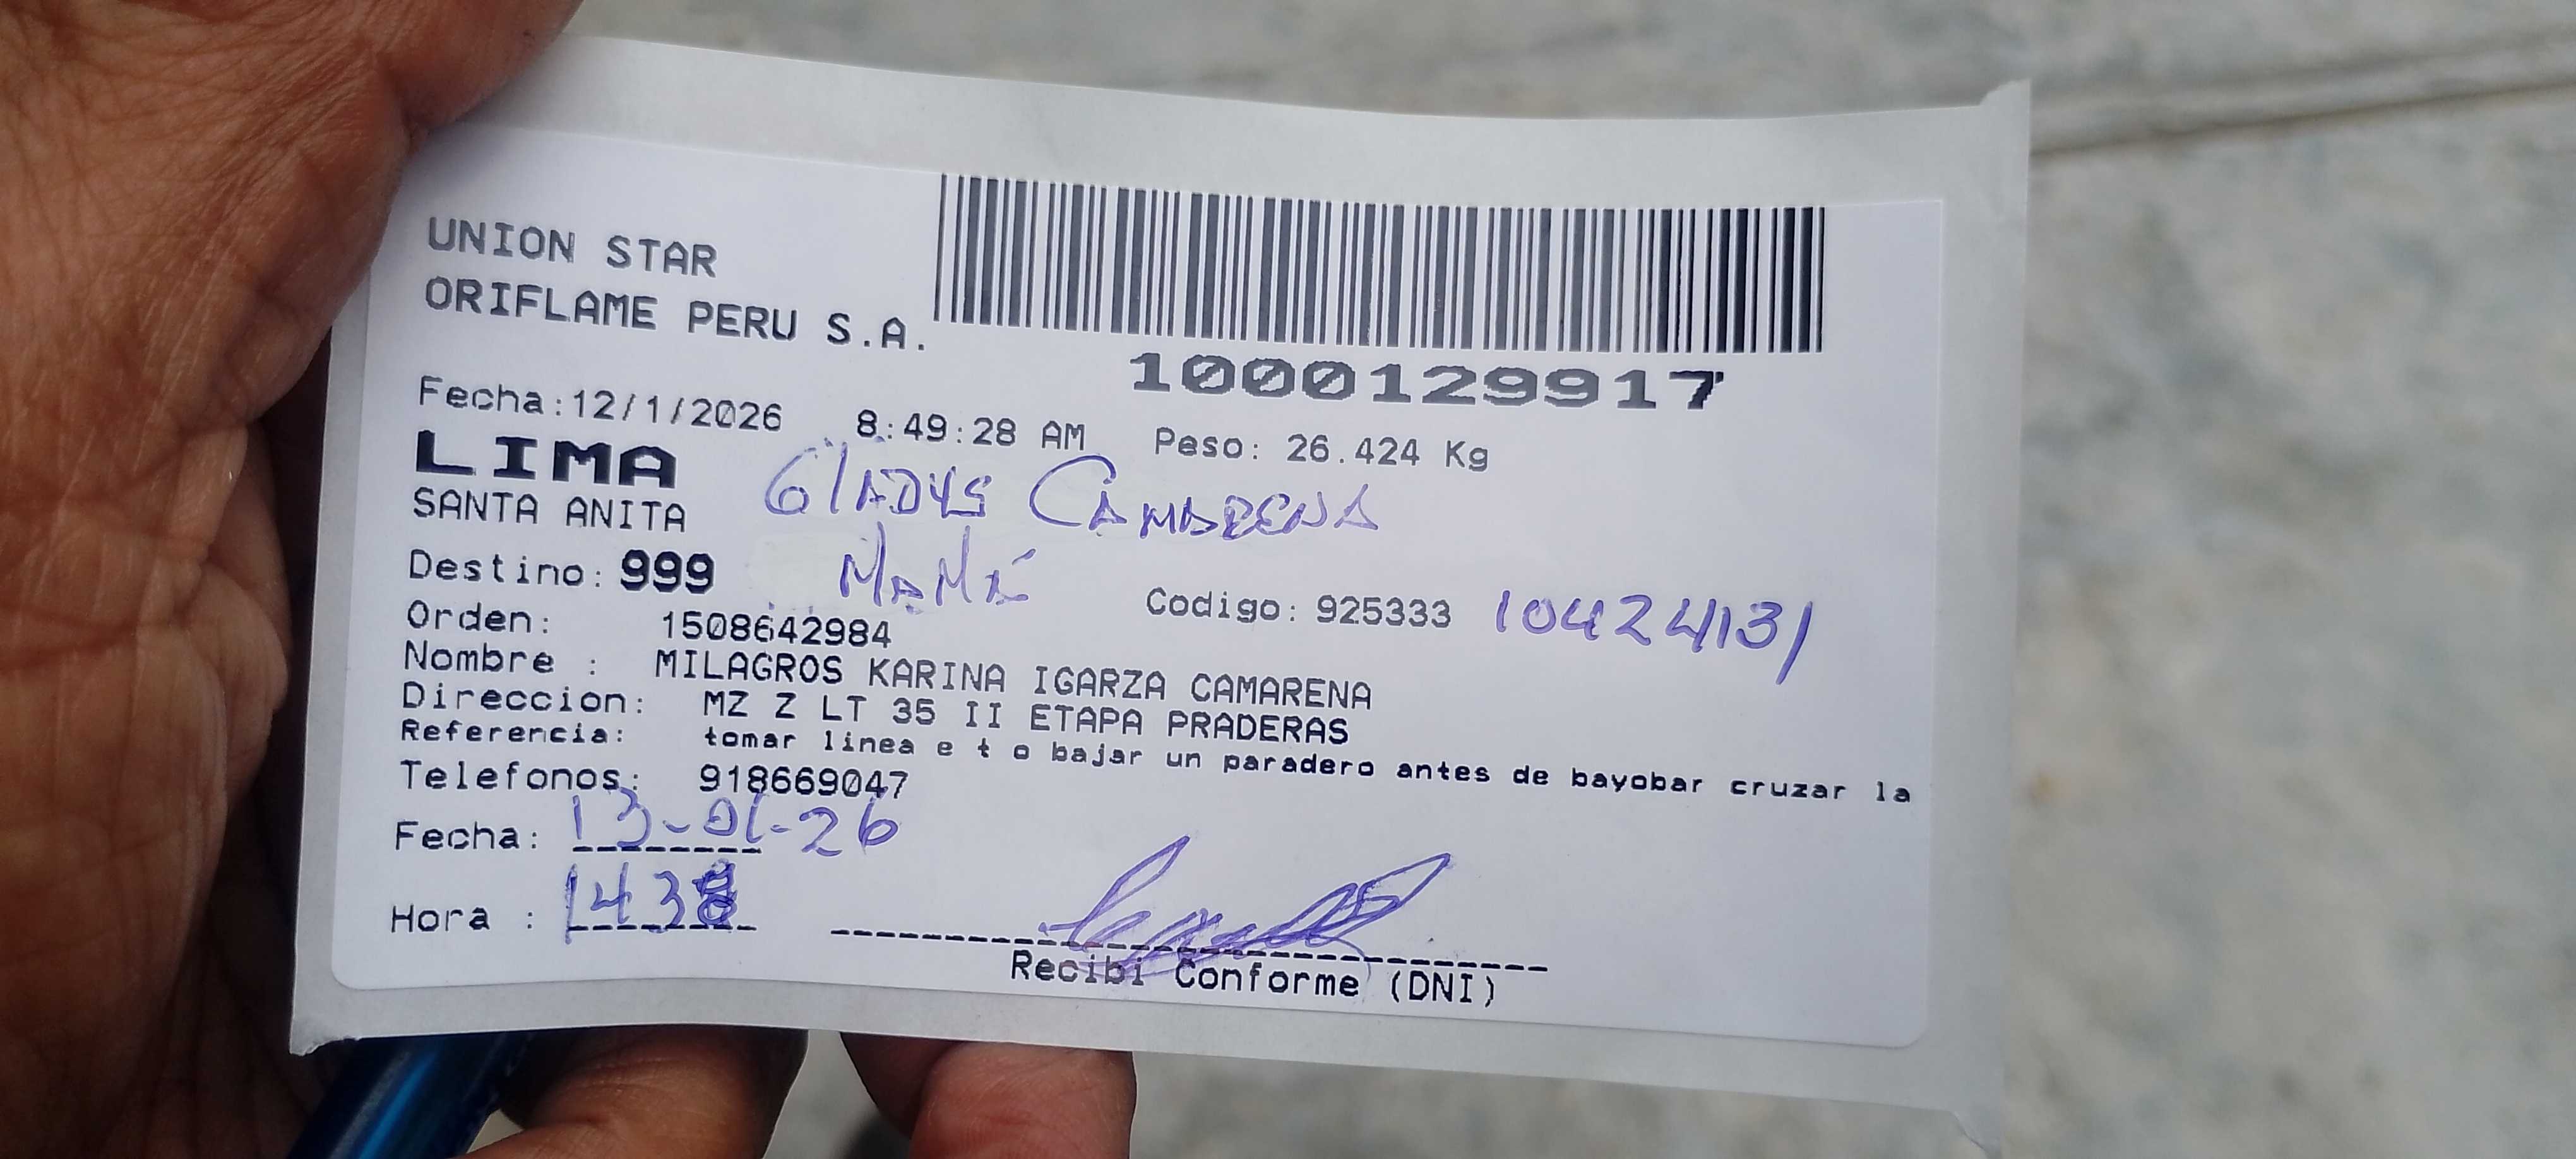 UNION STAR
ORIFLAME PERU S.A.
1000129917
Fecha:12/1/2026 8:49:28 AM Peso: 26.424 Kg
LIMA
GlADYS CAMARENA
SANTA ANITA
MAMÁ
Destino: 999
Codigo: 925333 10424131
Orden: 1508642984
Nombre : MILAGROS KARINA IGARZA CAMARENA
Direccion: MZ Z LT 35 II ETAPA PRADERAS
Referencia: tomar linea e t o bajar un paradero antes de bayobar cruzar la
Telefonos: 918669047
Fecha: 13-01-26
Hora :
Recibi Conforme (DNI)